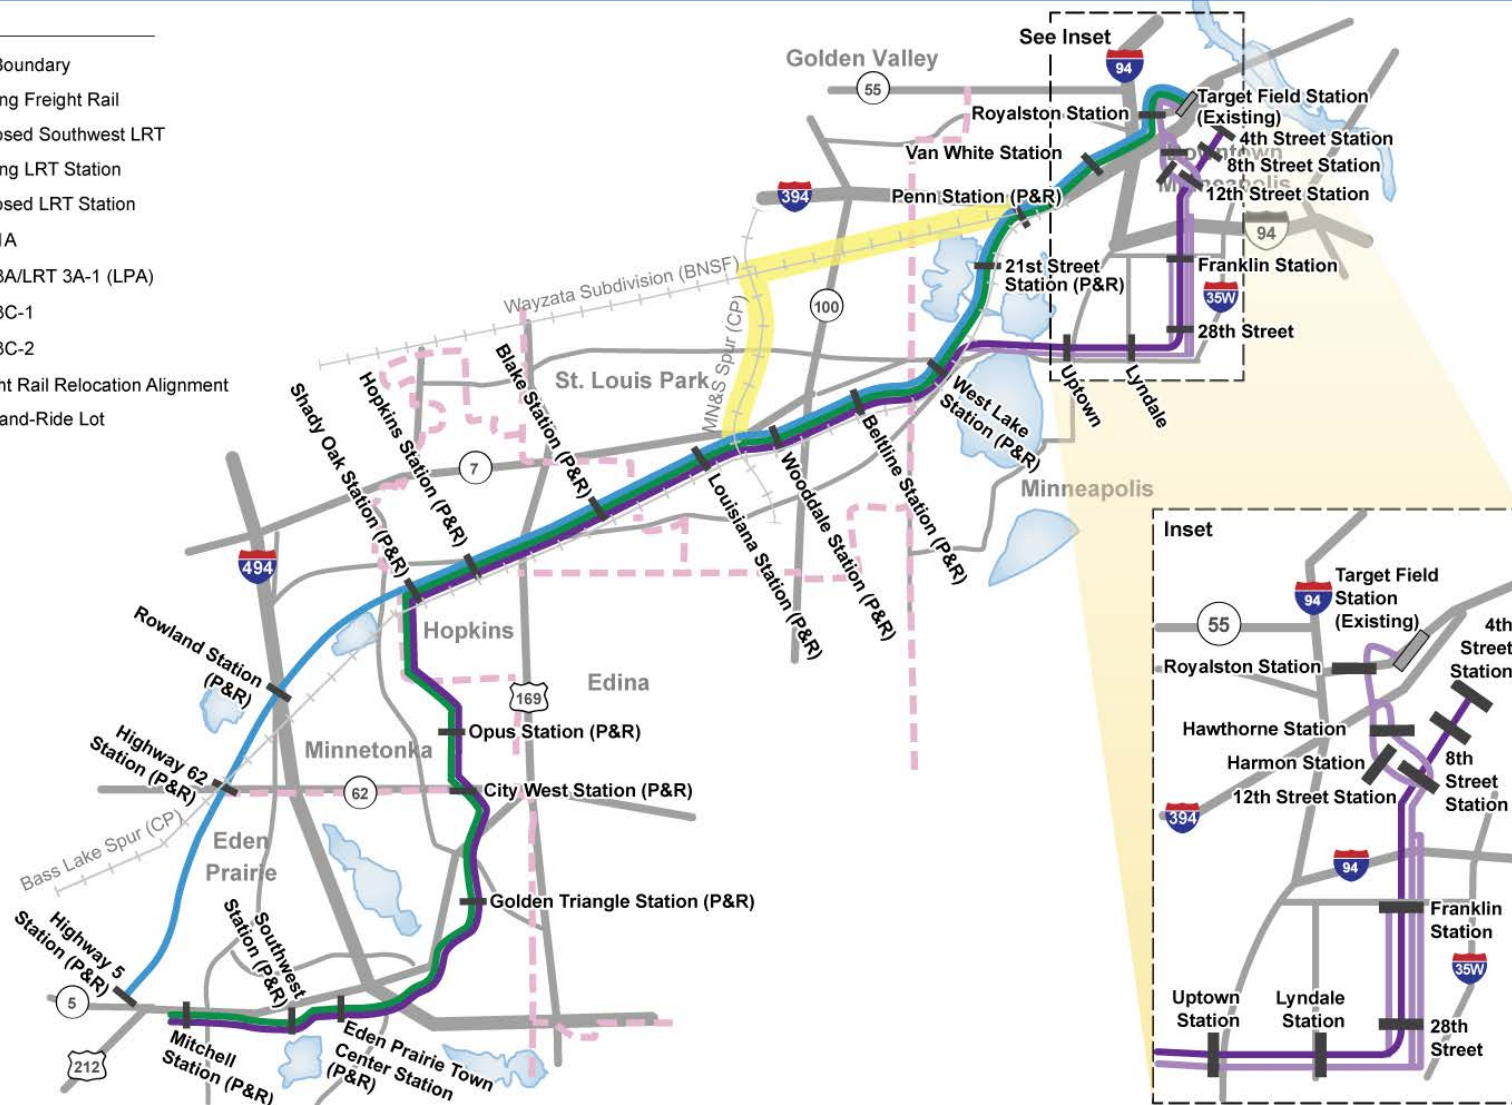 Boundary
ng Freight Rail
osed Southwest LRT
ng LRT Station
osed LRT Station
1A
3A/LRT 3A-1 (LPA)
3C-1
3C-2
ht Rail Relocation Alignment
and-Ride Lot
Golden Valley
See Inset
94
55
Royalston Station
Target Field Station
(Existing)
4th Street Station
Van White Station
Downtown
Minneapolis
8th Street Station
12th Street Station
394
Penn Station (P&R)
94
21st Street
Station (P&R)
Franklin Station
35W
28th Street
Wayzata Subdivision (BNSF)
MN&S Spur (CP)
100
St. Louis Park
Blake Station (P&R)
Hopkins Station (P&R)
Shady Oak Station (P&R)
West Lake
Station (P&R)
Uptown
Lyndale
7
Beltline Station (P&R)
Wooddale Station (P&R)
Louisiana Station (P&R)
Minneapolis
494
Hopkins
Rowland Station
(P&R)
Edina
169
Opus Station (P&R)
Minnetonka
Highway 62
Station (P&R)
62
City West Station (P&R)
Bass Lake Spur (CP)
Eden
Prairie
Golden Triangle Station (P&R)
Highway 5
Station (P&R)
Southwest
Station (P&R)
5
212
Mitchell
Station (P&R)
Eden Prairie Town
Center Station
(P&R)
Inset
94
Target Field
Station
(Existing)
55
4th
Street
Station
Royalston Station
Hawthorne Station
Harmon Station
12th Street Station
8th
Street
Station
394
94
Franklin
Station
35W
Uptown
Station
Lyndale
Station
28th
Street